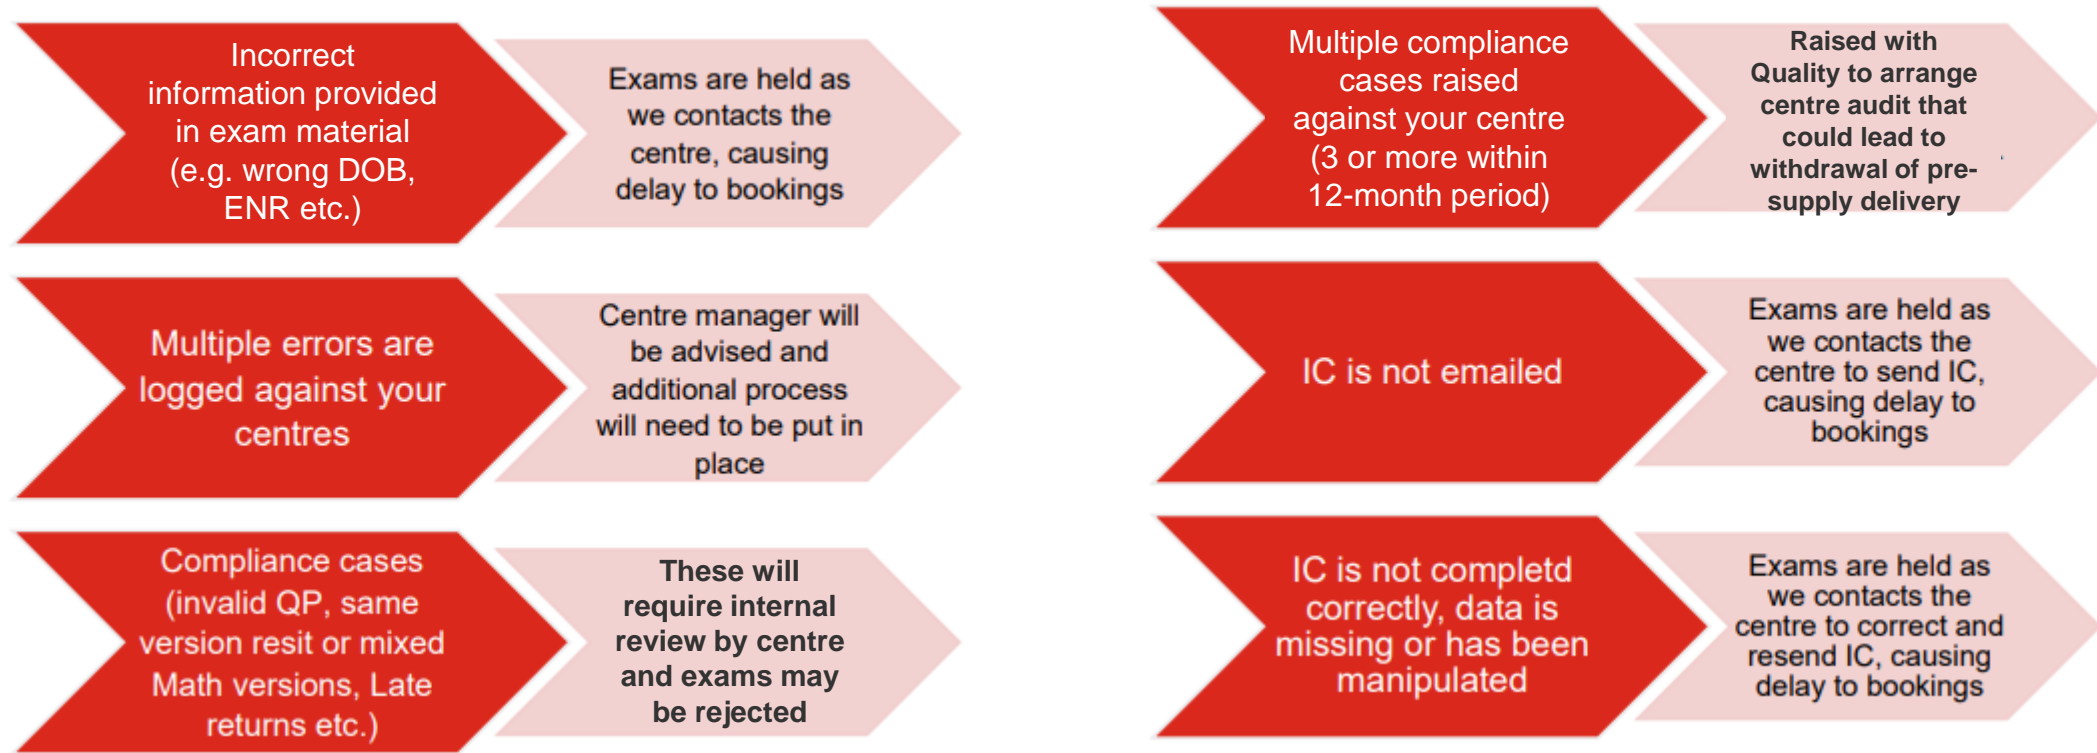 Incorrect
information provided
in exam material
(e.g. wrong DOB,
ENR etc.)
Exams are held as
we contacts the
centre, causing
delay to bookings
Multiple errors are
logged against your
centres
Centre manager will
be advised and
additional process
will need to be put in
place
Compliance cases
(invalid QP, same
version resit or mixed
Math versions, Late
returns etc.)
These will
require internal
review by centre
and exams may
be rejected
Multiple compliance
cases raised
against your centre
(3 or more within
12-month period)
Raised with
Quality to arrange
centre audit that
could lead to
withdrawal of pre-
supply delivery
IC is not emailed
Exams are held as
we contacts the
centre to send IC,
causing delay to
bookings
IC is not completd
correctly, data is
missing or has been
manipulated
Exams are held as
we contacts the
centre to correct and
resend IC, causing
delay to bookings